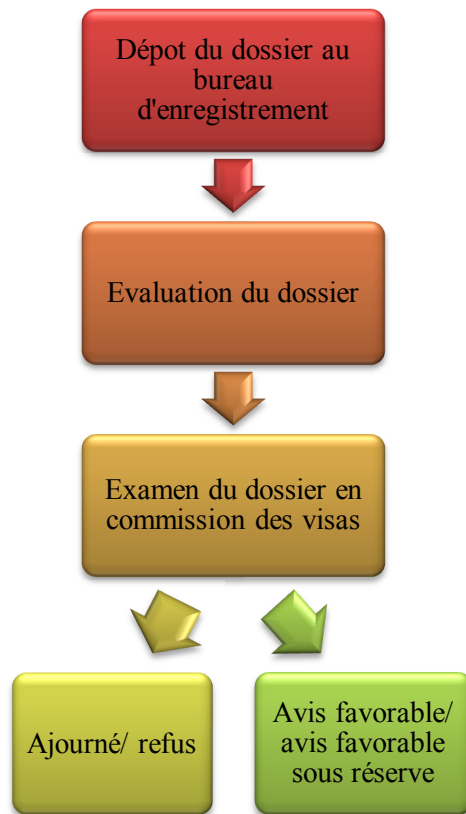 Dépot du dossier au
bureau
d'enregistrement
Evaluation du dossier
Examen du dossier en
commission des visas
Ajourné/ refus
Avis favorable/
avis favorable
sous réserve